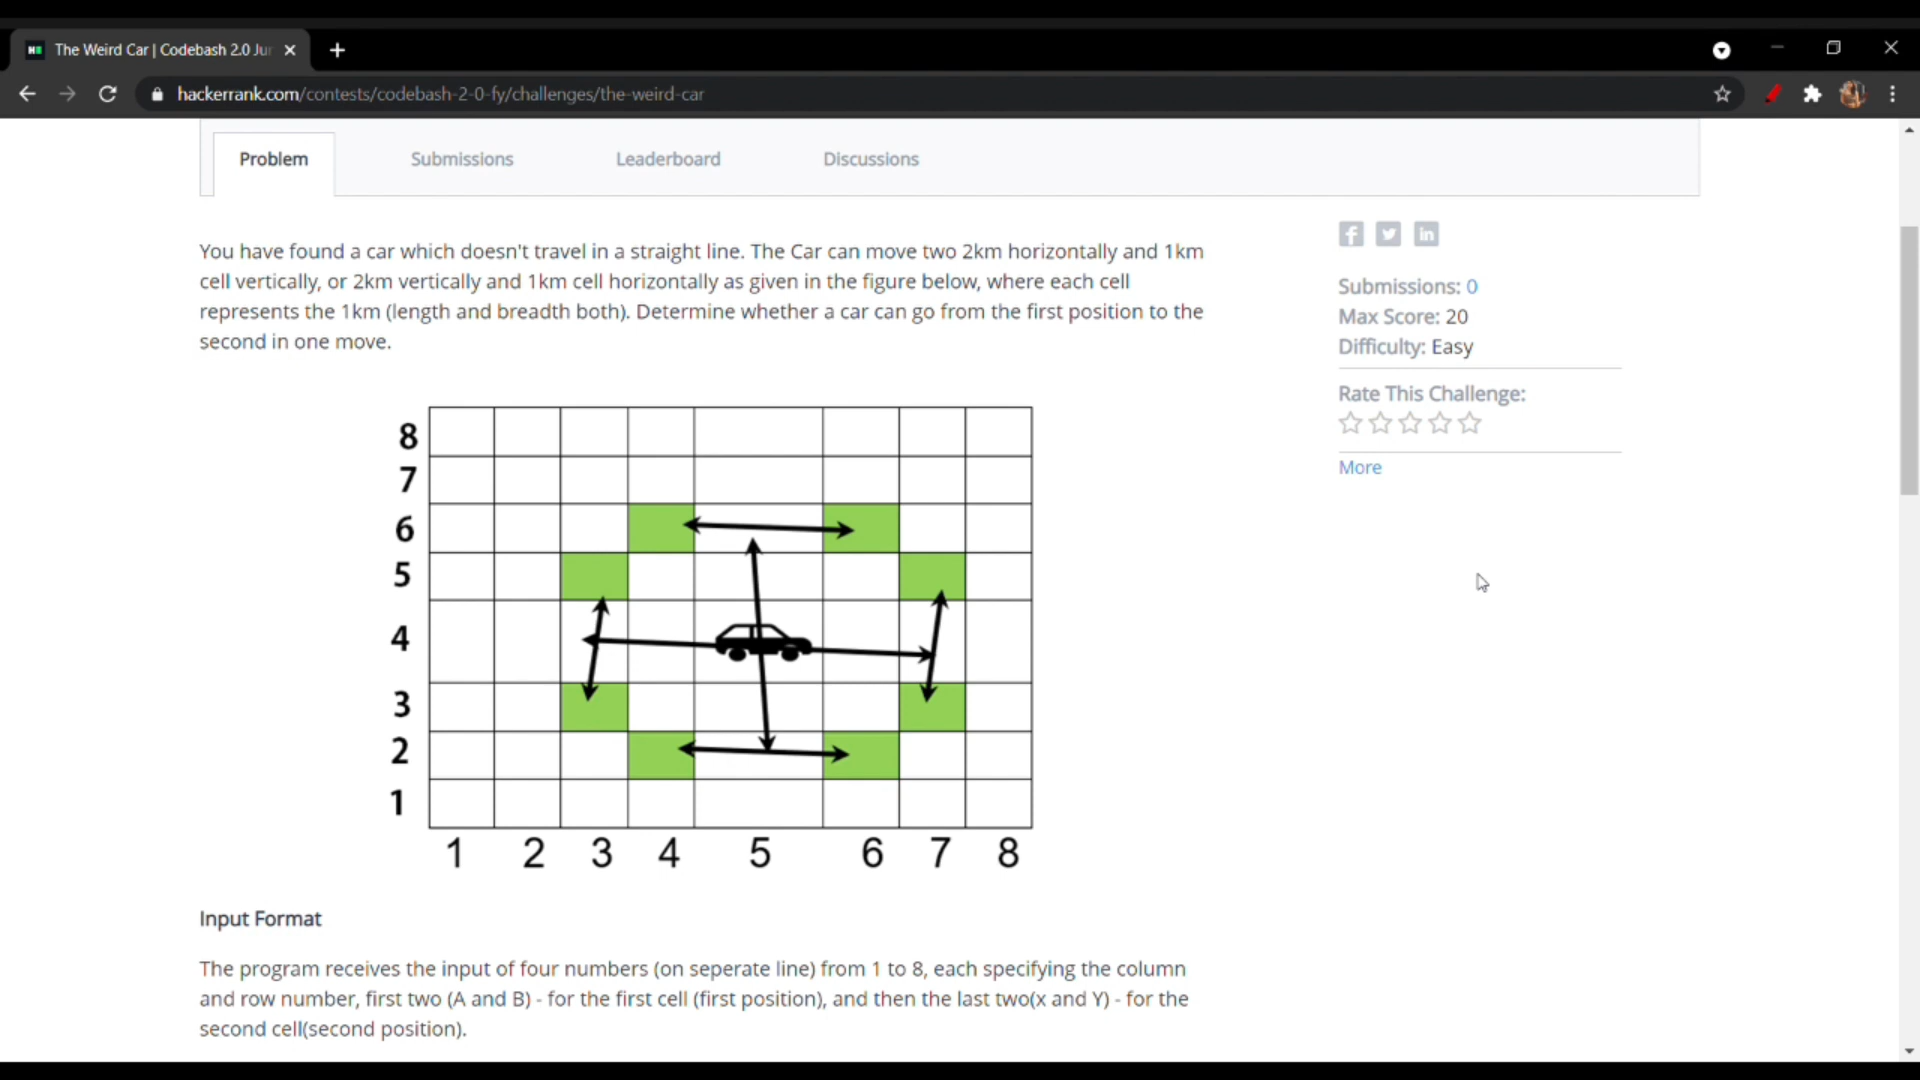 The Weird Car | Codebash 2.0 Jur
hackerrank.com/contests/codebash-2-0-fy/challenges/the-weird-car
Problem
Submissions
Leaderboard
Discussions
You have found a car which doesn't travel in a straight line. The Car can move two 2km horizontally and 1km
cell vertically, or 2km vertically and 1km cell horizontally as given in the figure below, where each cell
represents the 1km (length and breadth both). Determine whether a car can go from the first position to the
second in one move.
Submissions: 0
Max Score: 20
Difficulty: Easy
Rate This Challenge:
More
8
7
6
5
4
3
2
1
1 2 3 4 5 6 7 8
Input Format
The program receives the input of four numbers (on seperate line) from 1 to 8, each specifying the column
and row number, first two (A and B) - for the first cell (first position), and then the last two(x and Y) - for the
second cell(second position).